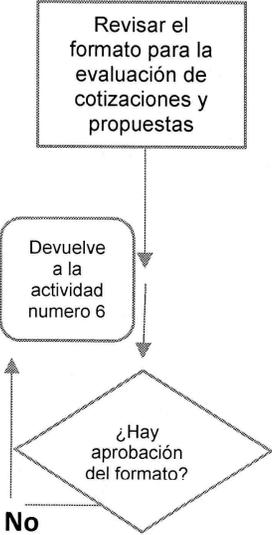 Revisar el
formato para la
evaluación de
cotizaciones y
propuestas
Devuelve
a la
actividad
numero 6
¿Hay
aprobación
del formato?
No